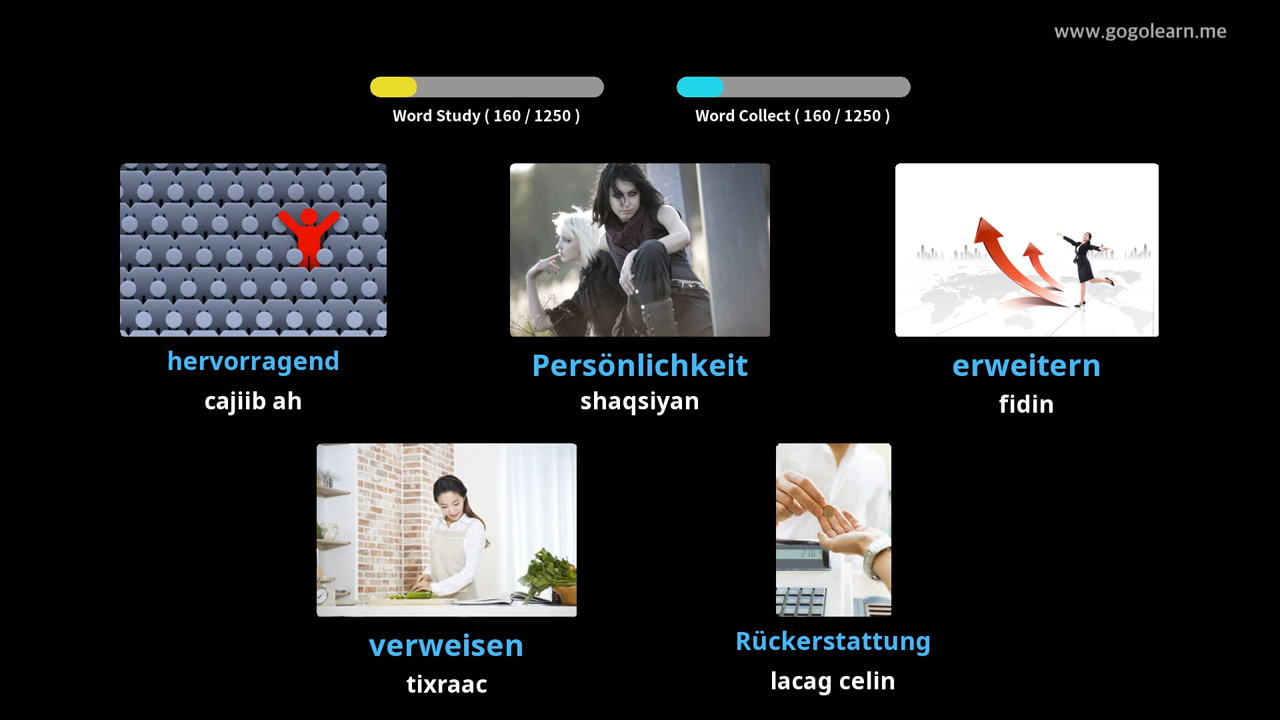 www.gogolearn.me
Word Study ( 160 / 1250 )
Word Collect ( 160 / 1250 )
hervorragend
cajiib ah
Persönlichkeit
shaqsiyan
erweitern
fidin
verweisen
tixraac
Rückerstattung
lacag celin